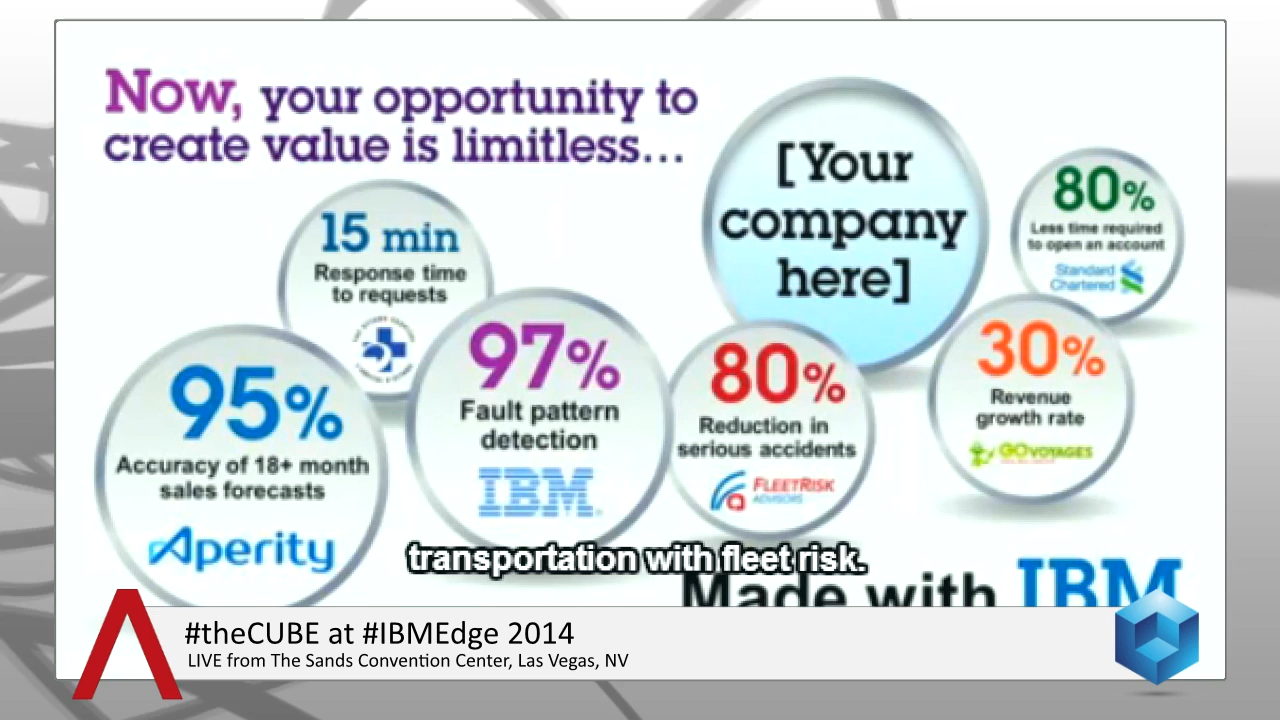 Now, your opportunity to
create value is limitless...
[Your
company
here]
80%
Less time required
to open an account
Standard
Chartered
15 min
Response time
to requests
97%
Fault pattern
detection
IBM
80%
Reduction in
serious accidents
FLEETRISK
ADVISORS
30%
Revenue
growth rate
GOVOYAGES
95%
Accuracy of 18+ month
sales forecasts
Aperity
transportation with fleet risk.
Made with IBM
#theCUBE at #IBMEdge 2014
LIVE from The Sands Convention Center, Las Vegas, NV